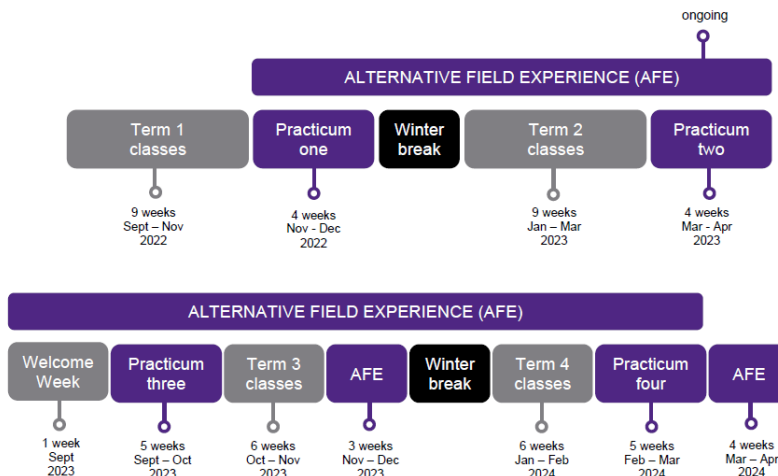 ongoing
ALTERNATIVE FIELD EXPERIENCE (AFE)
Term 1
classes
Practicum
one
Winter
break
Term 2
classes
Practicum
two
9 weeks
Sept – Nov
2022
4 weeks
Nov - Dec
2022
9 weeks
Jan – Mar
2023
4 weeks
Mar - Apr
2023
ALTERNATIVE FIELD EXPERIENCE (AFE)
Welcome
Week
Practicum
three
Term 3
classes
AFE
Winter
break
Term 4
classes
Practicum
four
AFE
1 week
Sept
2023
5 weeks
Sept – Oct
2023
6 weeks
Oct – Nov
2023
3 weeks
Nov – Dec
2023
6 weeks
Jan – Feb
2024
5 weeks
Feb – Mar
2024
4 weeks
Mar – Apr
2024